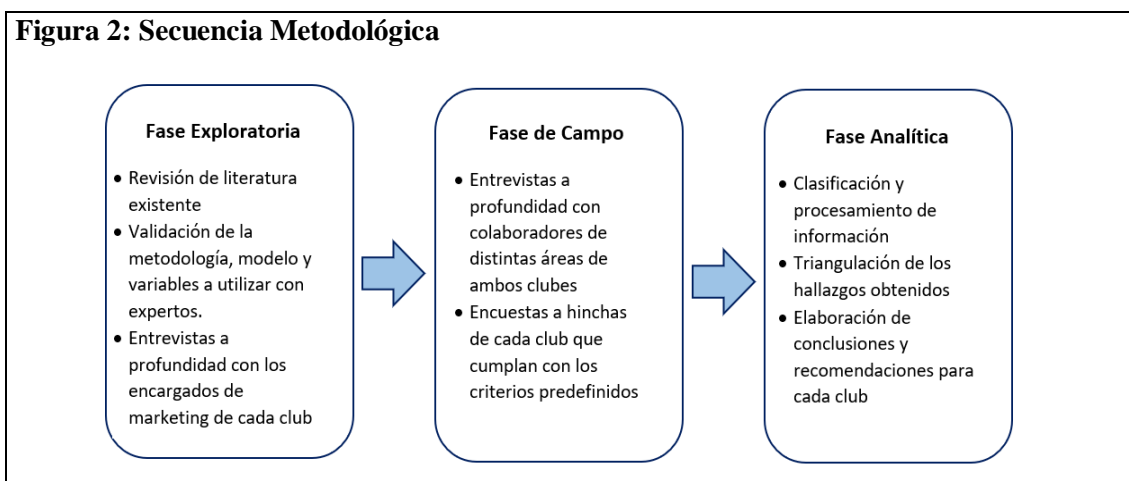 Figura 2: Secuencia Metodológica
Fase Exploratoria
• Revisión de literatura
existente
• Validación de la
metodología, modelo y
variables a utilizar con
expertos.
• Entrevistas a
profundidad con los
encargados de
marketing de cada club
Fase de Campo
• Entrevistas a
profundidad con
colaboradores de
distintas áreas de
ambos clubes
• Encuestas a hinchas
de cada club que
cumplan con los
criterios predefinidos
Fase Analítica
• Clasificación y
procesamiento de
información
• Triangulación de los
hallazgos obtenidos
• Elaboración de
conclusiones y
recomendaciones para
cada club